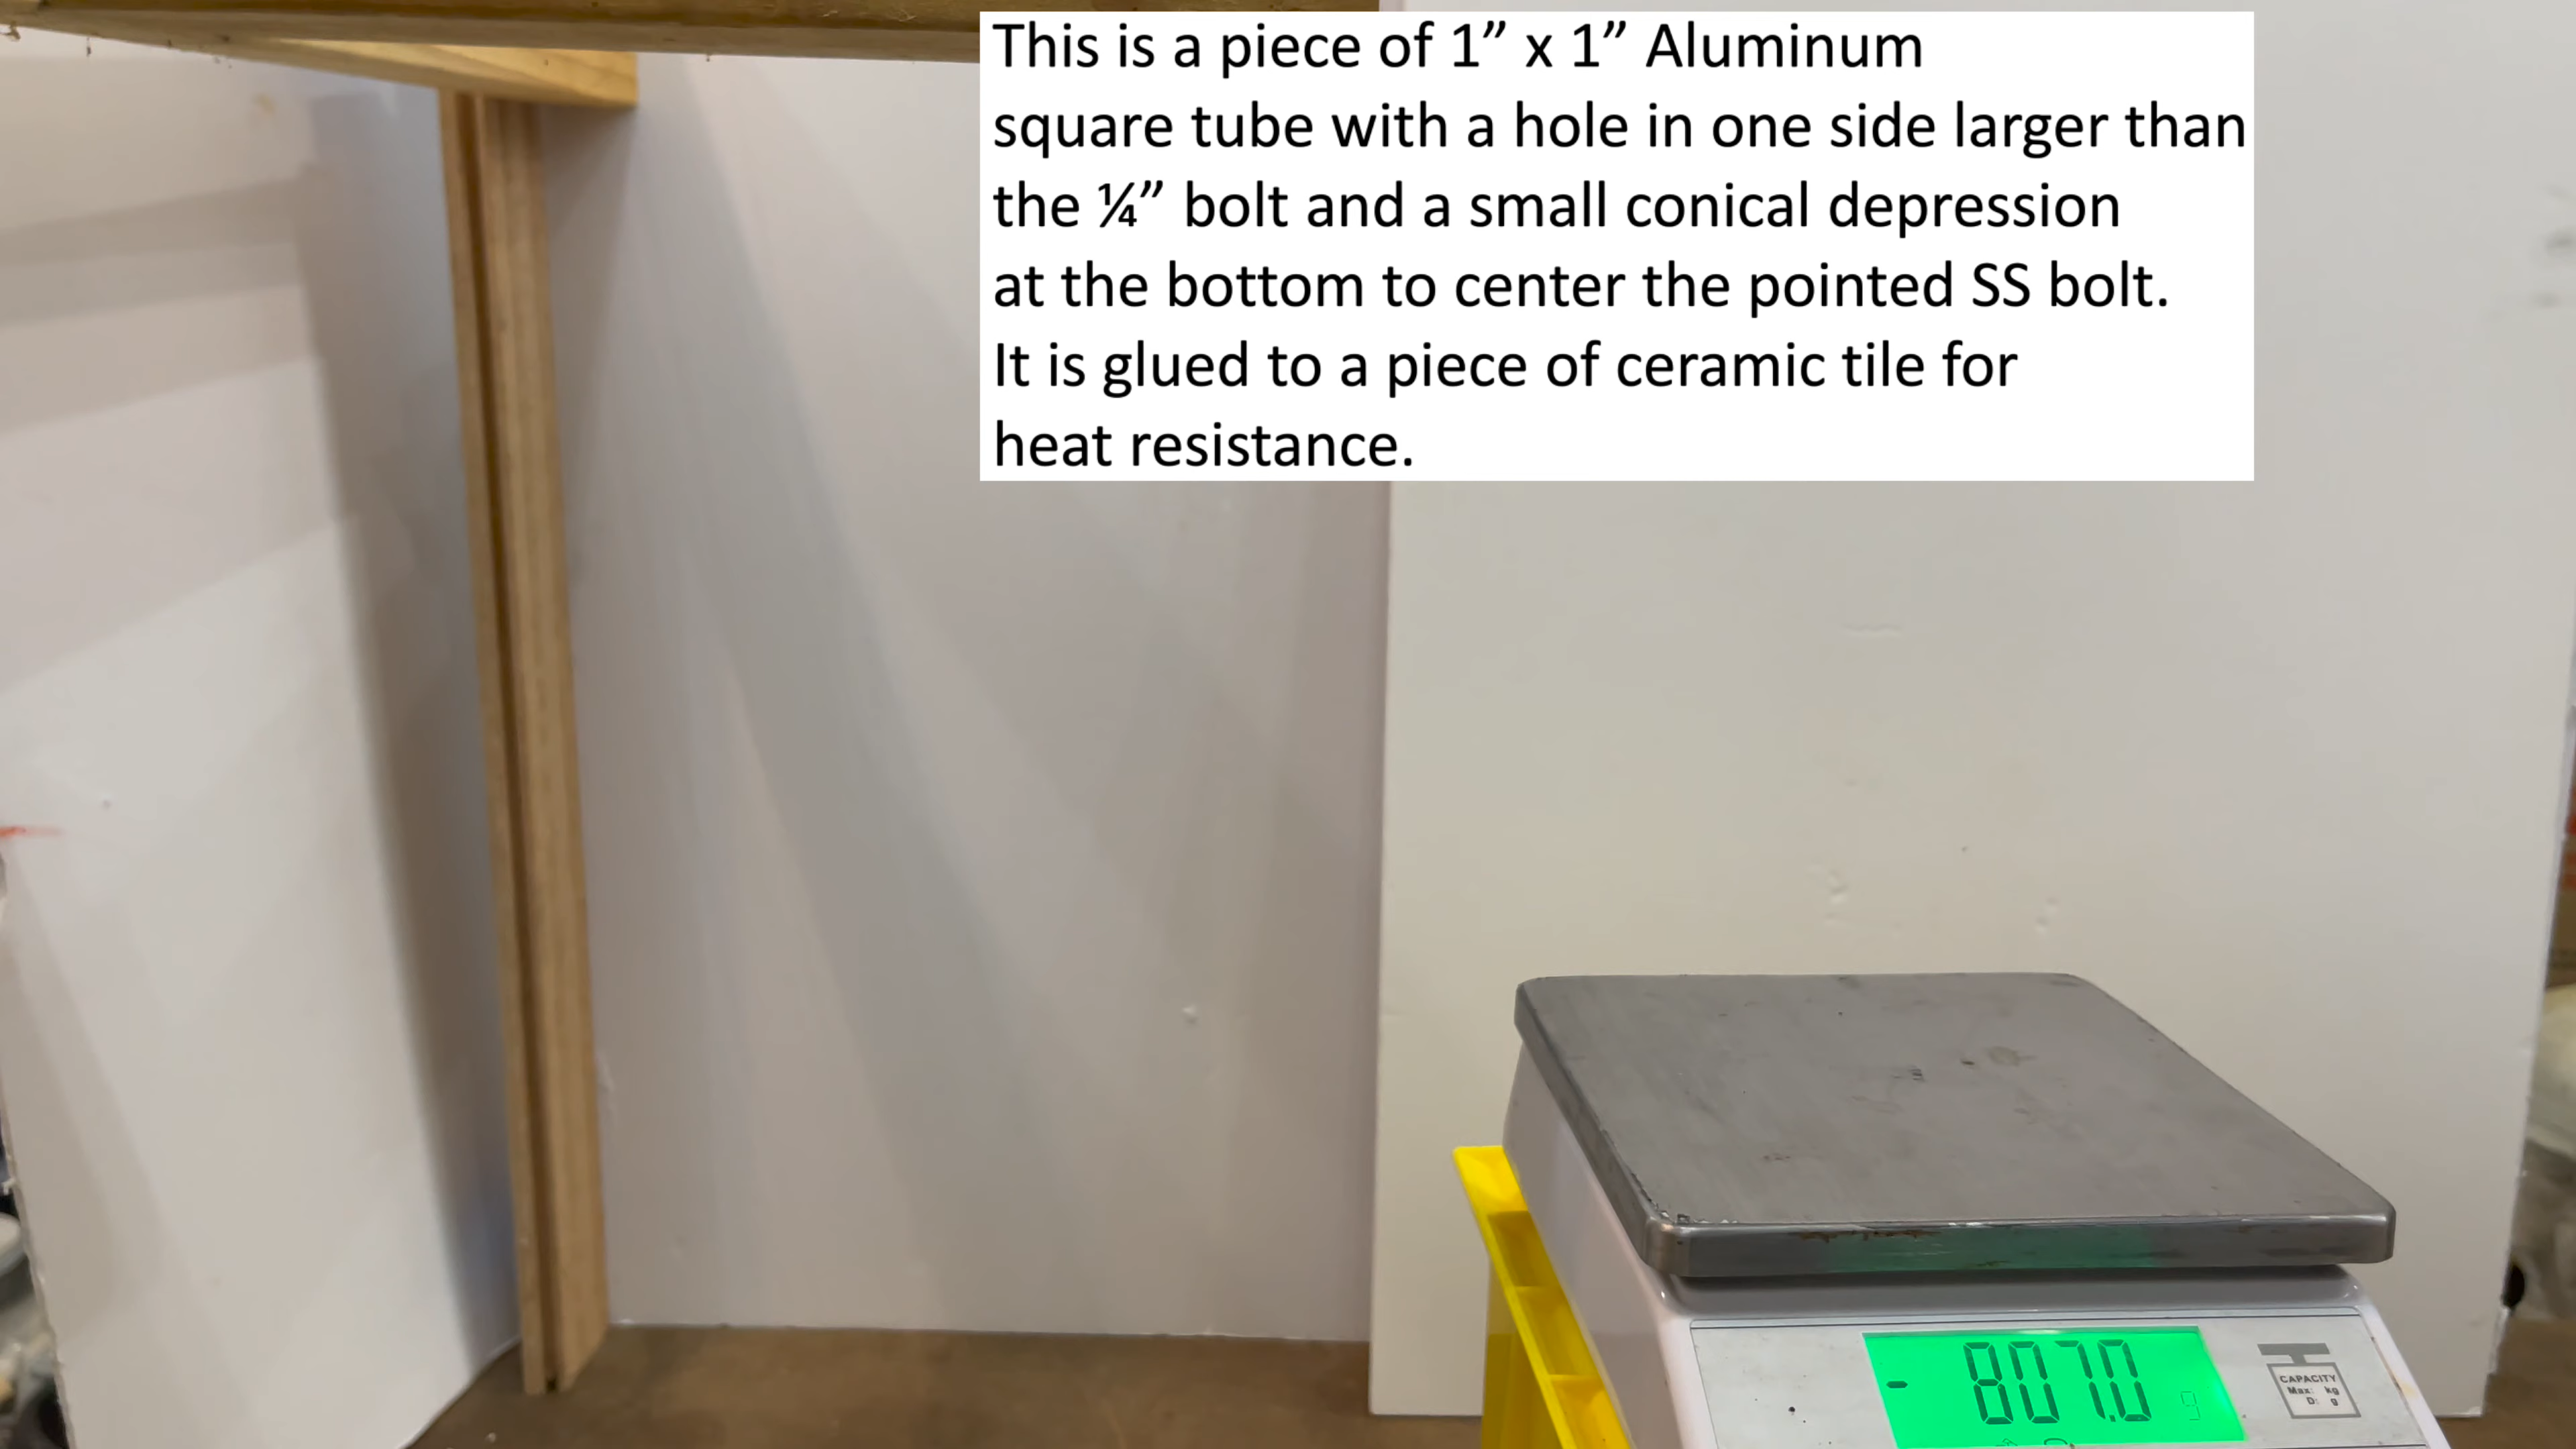 This is a piece of 1” x 1” Aluminum
square tube with a hole in one side larger than
the ¼” bolt and a small conical depression
at the bottom to center the pointed SS bolt.
It is glued to a piece of ceramic tile for
heat resistance.
-807.0 g
CAPACITY
Max: kg
D: g